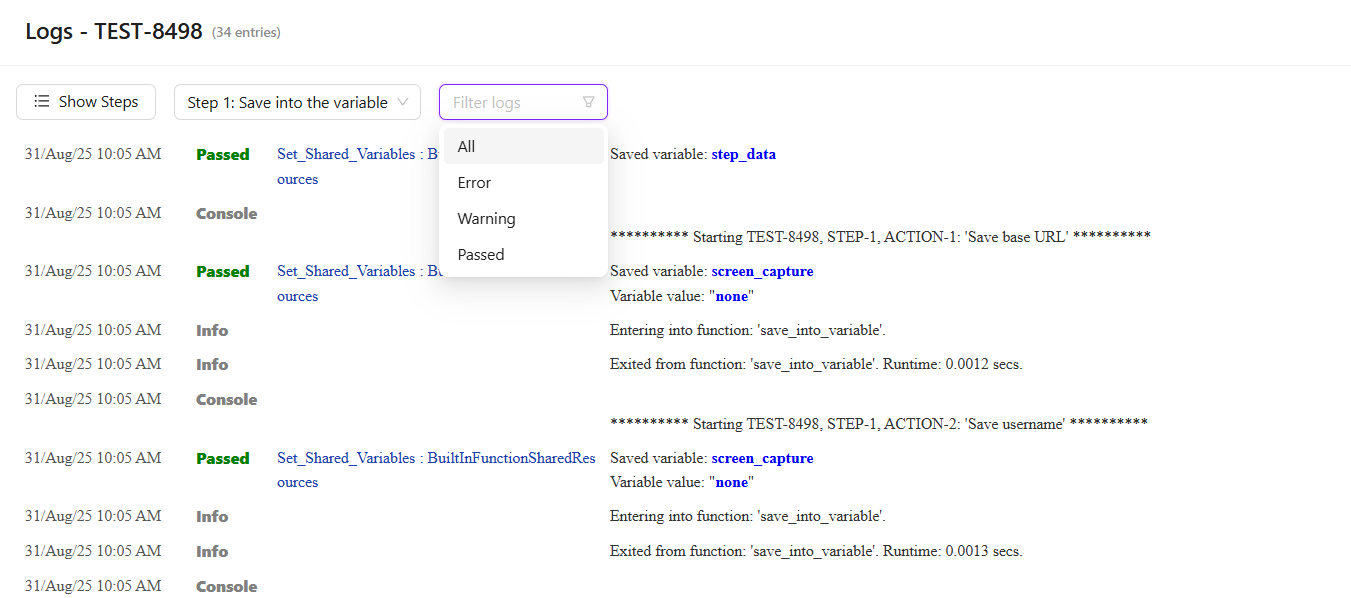 Logs - TEST-8498 (34 entries)
Show Steps
Step 1: Save into the variable
Filter logs
All
Error
Warning
Passed
31/Aug/25 10:05 AM Passed Set_Shared_Variables : Saved variable: step_data
ources
31/Aug/25 10:05 AM Console
********** Starting TEST-8498, STEP-1, ACTION-1: 'Save base URL' **********
31/Aug/25 10:05 AM Passed Set_Shared_Variables : Saved variable: screen_capture
ources Variable value: "none"
31/Aug/25 10:05 AM Info Entering into function: 'save_into_variable'.
31/Aug/25 10:05 AM Info Exited from function: 'save_into_variable'. Runtime: 0.0012 secs.
31/Aug/25 10:05 AM Console
********** Starting TEST-8498, STEP-1, ACTION-2: 'Save username' **********
31/Aug/25 10:05 AM Passed Set_Shared_Variables : BuiltInFunctionSharedRes Saved variable: screen_capture
ources Variable value: "none"
31/Aug/25 10:05 AM Info Entering into function: 'save_into_variable'.
31/Aug/25 10:05 AM Info Exited from function: 'save_into_variable'. Runtime: 0.0013 secs.
31/Aug/25 10:05 AM Console